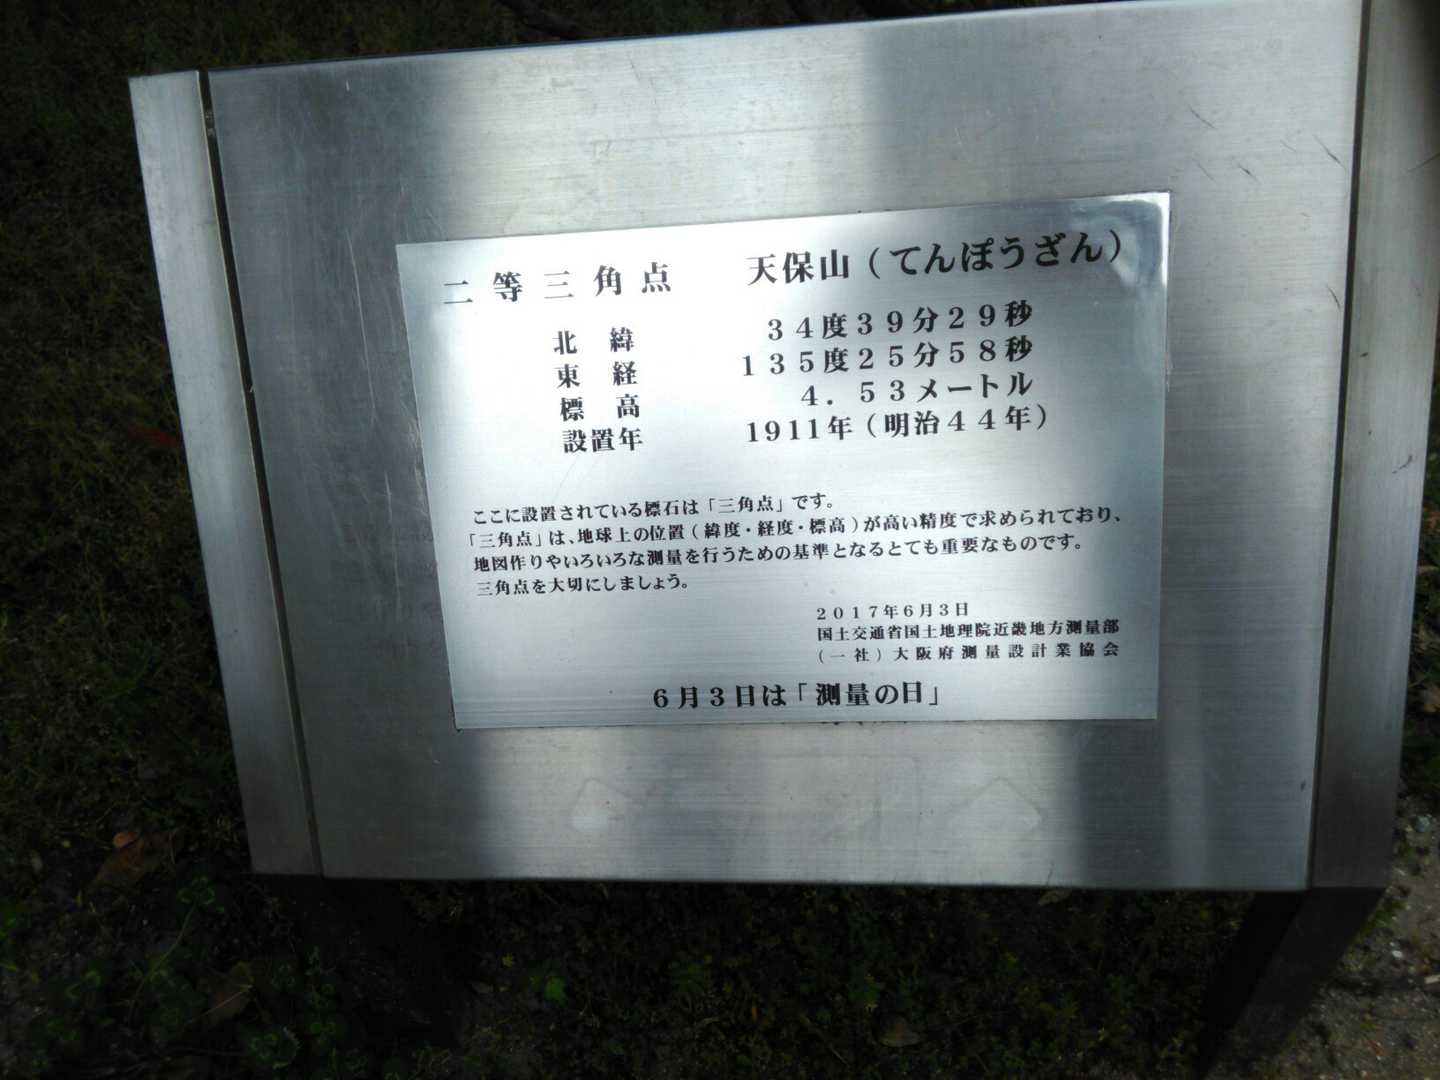 二等三角点 天保山(てんぽうざん)
北緯 34度39分29秒
東経 135度25分58秒
標高 4.53メートル
設置年 1911年(明治44年)
ここに設置されている標石は「三角点」です。
「三角点」は、地球上の位置(緯度・経度・標高)が高い精度で求められており、
地図作りやいろいろな測量を行うための基準となるとても重要なものです。
三角点を大切にしましょう。
2017年6月3日
国土交通省国土地理院近畿地方測量部
(一社)大阪府測量設計業協会
6月3日は「測量の日」